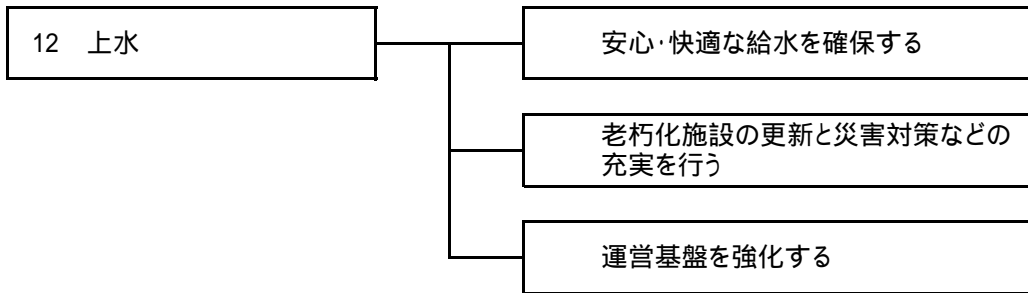 12　上水
安心・快適な給水を確保する
老朽化施設の更新と災害対策などの
充実を行う
運営基盤を強化する